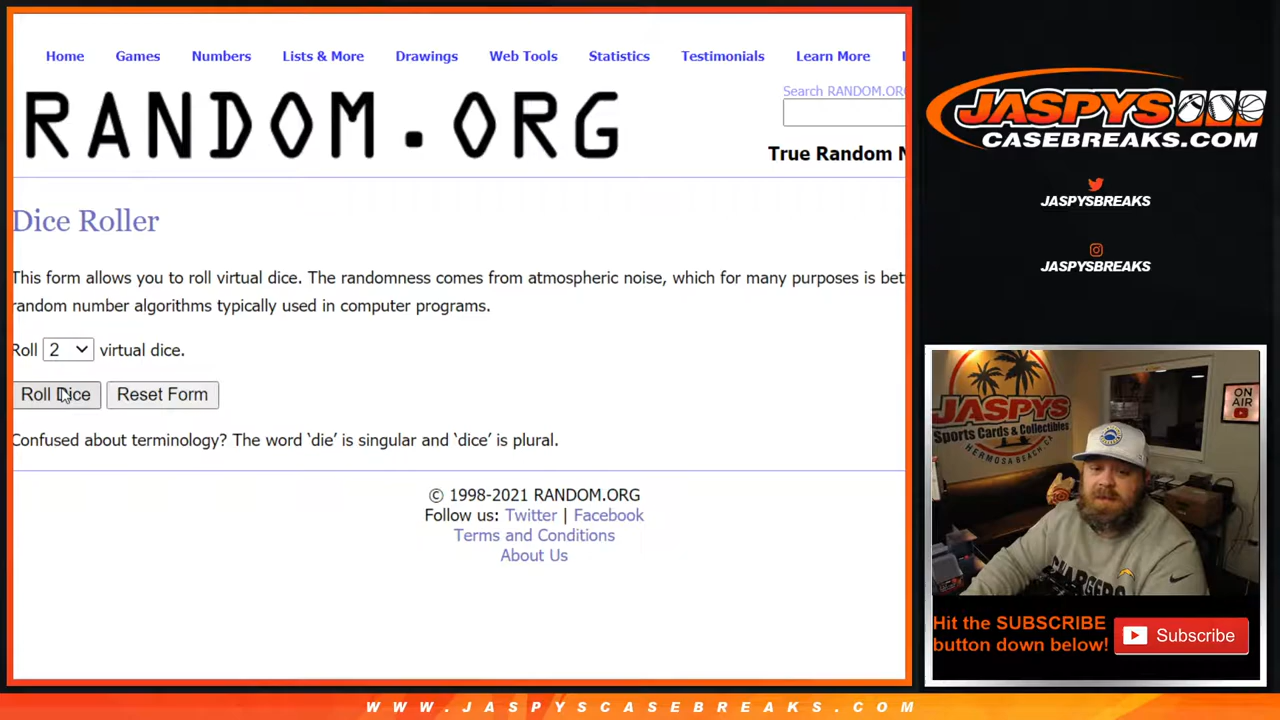 Home Games Numbers Lists & More Drawings Web Tools Statistics Testimonials Learn More
RANDOM.ORG
Search RANDOM.ORG
True Random N
Dice Roller
This form allows you to roll virtual dice. The randomness comes from atmospheric noise, which for many purposes is bet
random number algorithms typically used in computer programs.
Roll 2 virtual dice.
Roll Dice Reset Form
Confused about terminology? The word ‘die’ is singular and ‘dice’ is plural.
© 1998-2021 RANDOM.ORG
Follow us: Twitter | Facebook
Terms and Conditions
About Us
JASPYS
CASEBREAKS.COM
JASPYSBREAKS
JASPYSBREAKS
JASPYS
Sports Cards & Collectibles
HERMOSA BEACH, CA
ON
AIR
CHARGERS
Hit the SUBSCRIBE
button down below!
Subscribe
WWW.JASPYSCASEBREAKS.COM